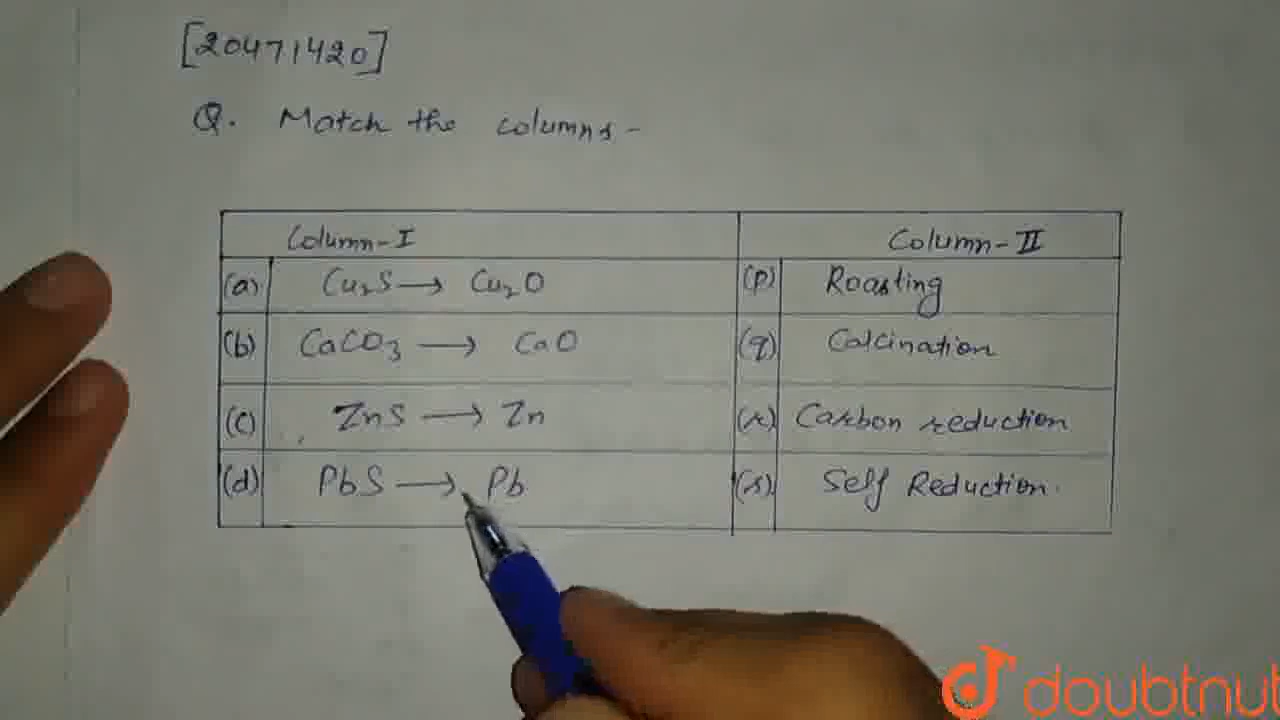 [20471420]
Q. Match the columns-
Column-I Column-II
(a) Cu₂S → Cu₂O (p) Roasting
(b) CaCO₃ → CaO (q) Calcination
(c) ZnS → Zn (r) Carbon reduction
(d) PbS → Pb (s) Self Reduction.
doubtnut